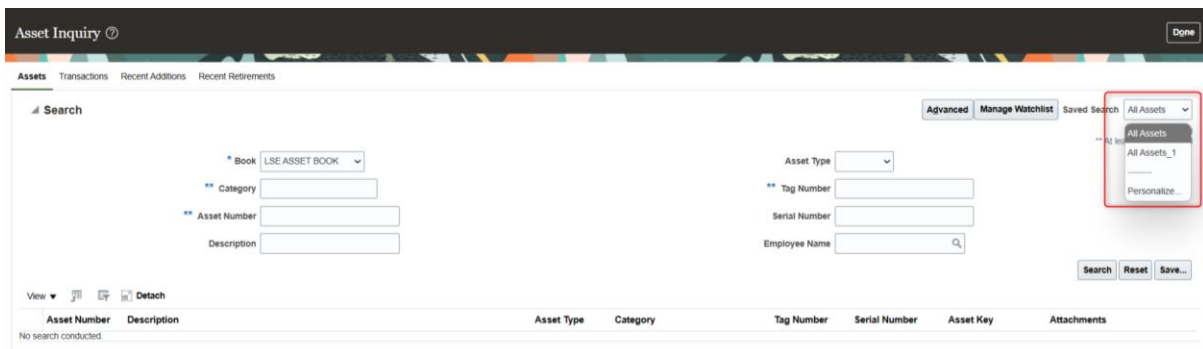 Asset Inquiry
Done
Assets Transactions Recent Additions Recent Retirements
Search
Advanced Manage Watchlist Saved Search All Assets
** At
All Assets
All Assets_1
---------
Personalize...
* Book LSE ASSET BOOK
Asset Type
** Category
** Tag Number
** Asset Number
Serial Number
Description
Employee Name
Search Reset Save...
View Detach
Asset Number Description Asset Type Category Tag Number Serial Number Asset Key Attachments
No search conducted.